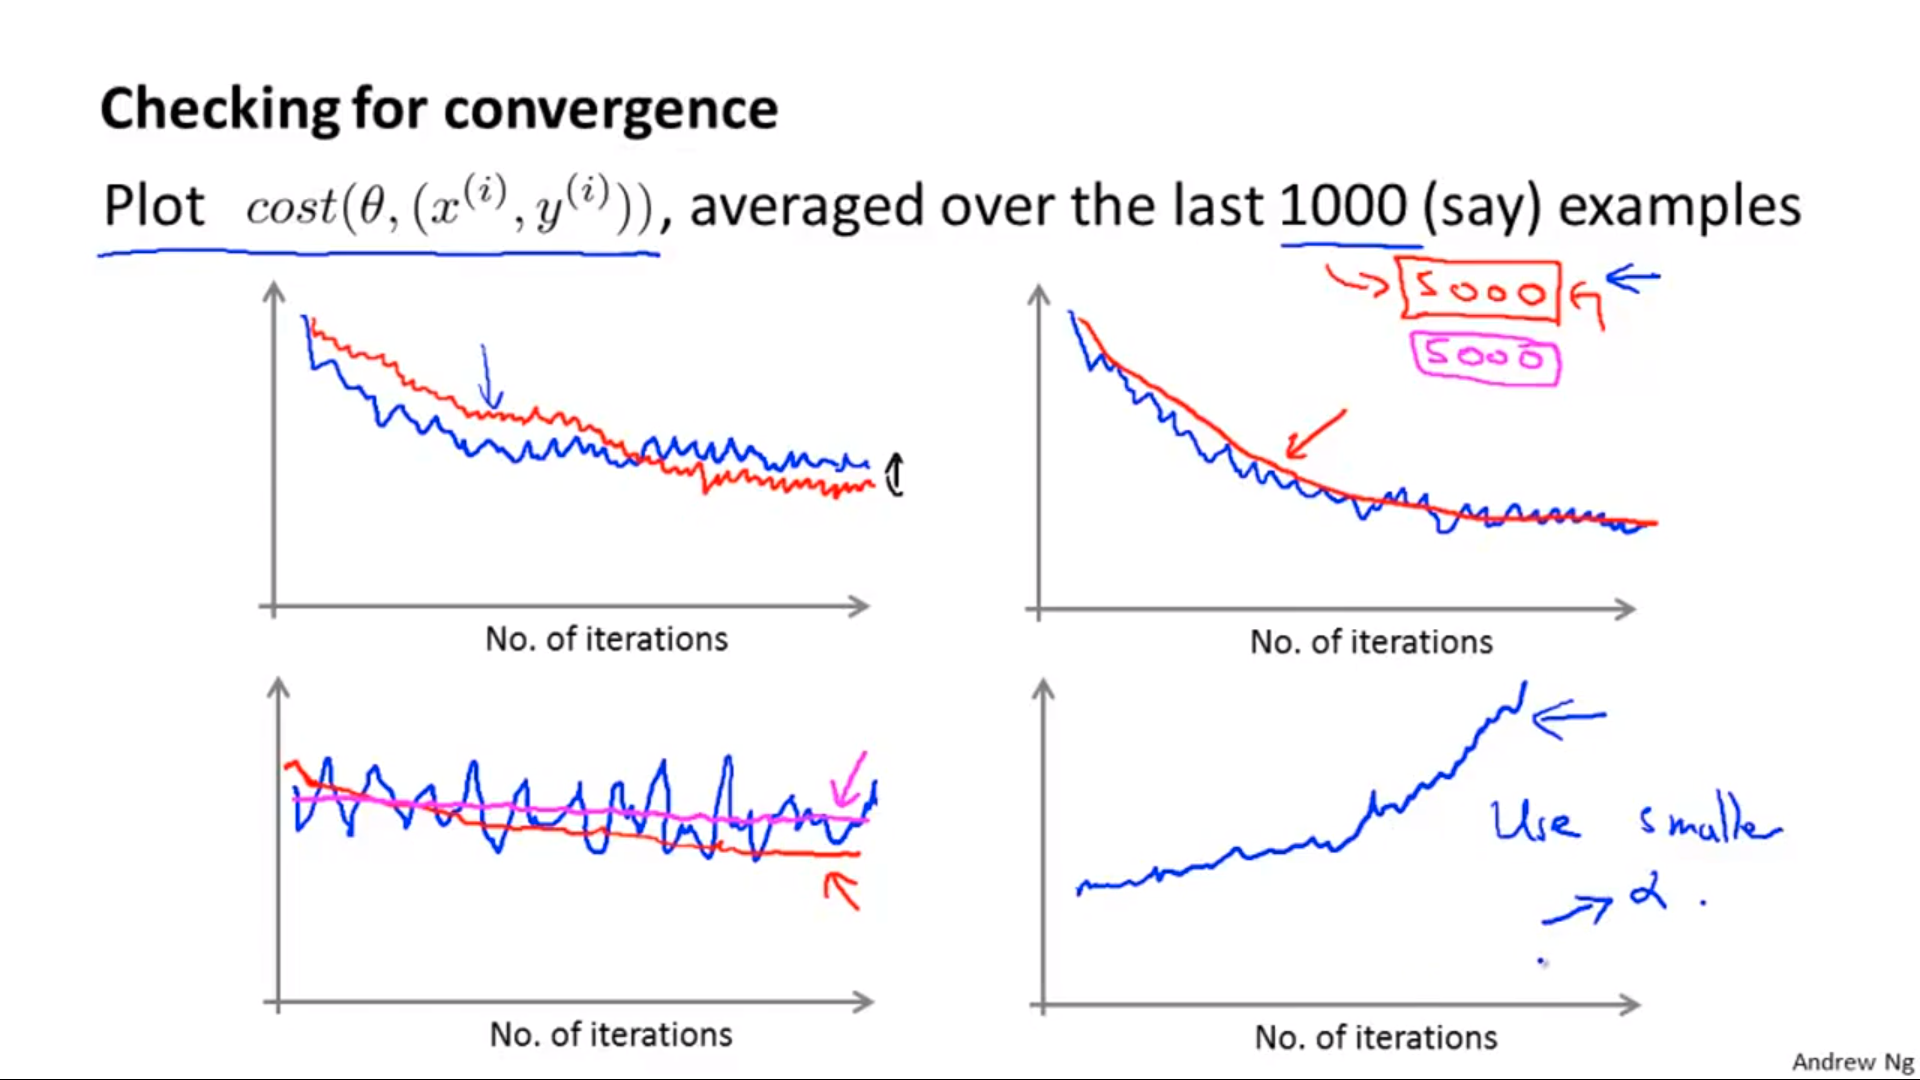 Checking for convergence
Plot cost(θ, (x^(i), y^(i))), averaged over the last 1000 (say) examples
5000
5000
No. of iterations
No. of iterations
Use smaller
α.
No. of iterations
No. of iterations
Andrew Ng